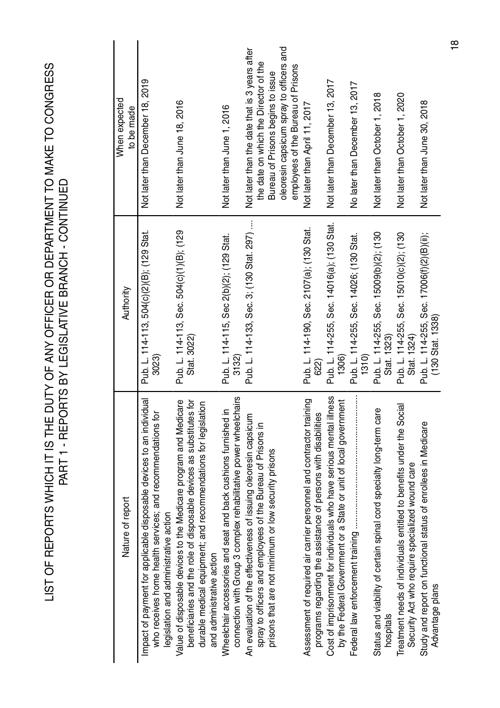 LIST OF REPORTS WHICH IT IS THE DUTY OF ANY OFFICER OR DEPARTMENT TO MAKE TO CONGRESS
PART 1 - REPORTS BY LEGISLATIVE BRANCH - CONTINUED
Nature of report
Authority
When expected
to be made
Impact of payment for applicable disposable devices to an individual
who receives home health services; and recommendations for
legislation and administrative action
Pub. L. 114-113, 504(c)(2)(B); (129 Stat.
3023)
Not later than December 18, 2019
Value of disposable devices to the Medicare program and Medicare
beneficiaries and the role of disposable devices as substitutes for
durable medical equipment; and recommendations for legislation
and administrative action
Pub. L. 114-113, Sec. 504(c)(1)(B); (129
Stat. 3022)
Not later than June 18, 2016
Wheelchair accessories and seat and back cushions furnished in
connection with Group 3 complex rehabilitative power wheelchairs
Pub. L. 114-115, Sec 2(b)(2); (129 Stat.
3132)
Not later than June 1, 2016
An evaluation of the effectiveness of issuing oleoresin capsicum
spray to officers and employees of the Bureau of Prisons in
prisons that are not minimum or low security prisons
Pub. L. 114-133, Sec. 3; (130 Stat. 297) ....
Not later than the date that is 3 years after
the date on which the Director of the
Bureau of Prisons begins to issue
oleoresin capsicum spray to officers and
employees of the Bureau of Prisons
Assessment of required air carrier personnel and contractor training
programs regarding the assistance of persons with disabilities
Pub. L. 114-190, Sec. 2107(a); (130 Stat.
622)
Not later than April 11, 2017
Cost of imprisonment for individuals who have serious mental illness
by the Federal Government or a State or unit of local government
Pub. L. 114-255, Sec. 14016(a); (130 Stat.
1306)
Not later than December 13, 2017
Federal law enforcement training ..........................................................
Pub. L. 114-255, Sec. 14026; (130 Stat.
1310)
No later than December 13, 2017
Status and viability of certain spinal cord specialty long-term care
hospitals
Pub. L. 114-255, Sec. 15009(b)(2); (130
Stat. 1323)
Not later than October 1, 2018
Treatment needs of individuals entitled to benefits under the Social
Security Act who require specialized wound care
Pub. L. 114-255, Sec. 15010(c)(2); (130
Stat. 1324)
Not later than October 1, 2020
Study and report on functional status of enrollees in Medicare
Advantage plans
Pub. L. 114-255, Sec. 17006(f)(2)(B)(ii);
(130 Stat. 1338)
Not later than June 30, 2018
18